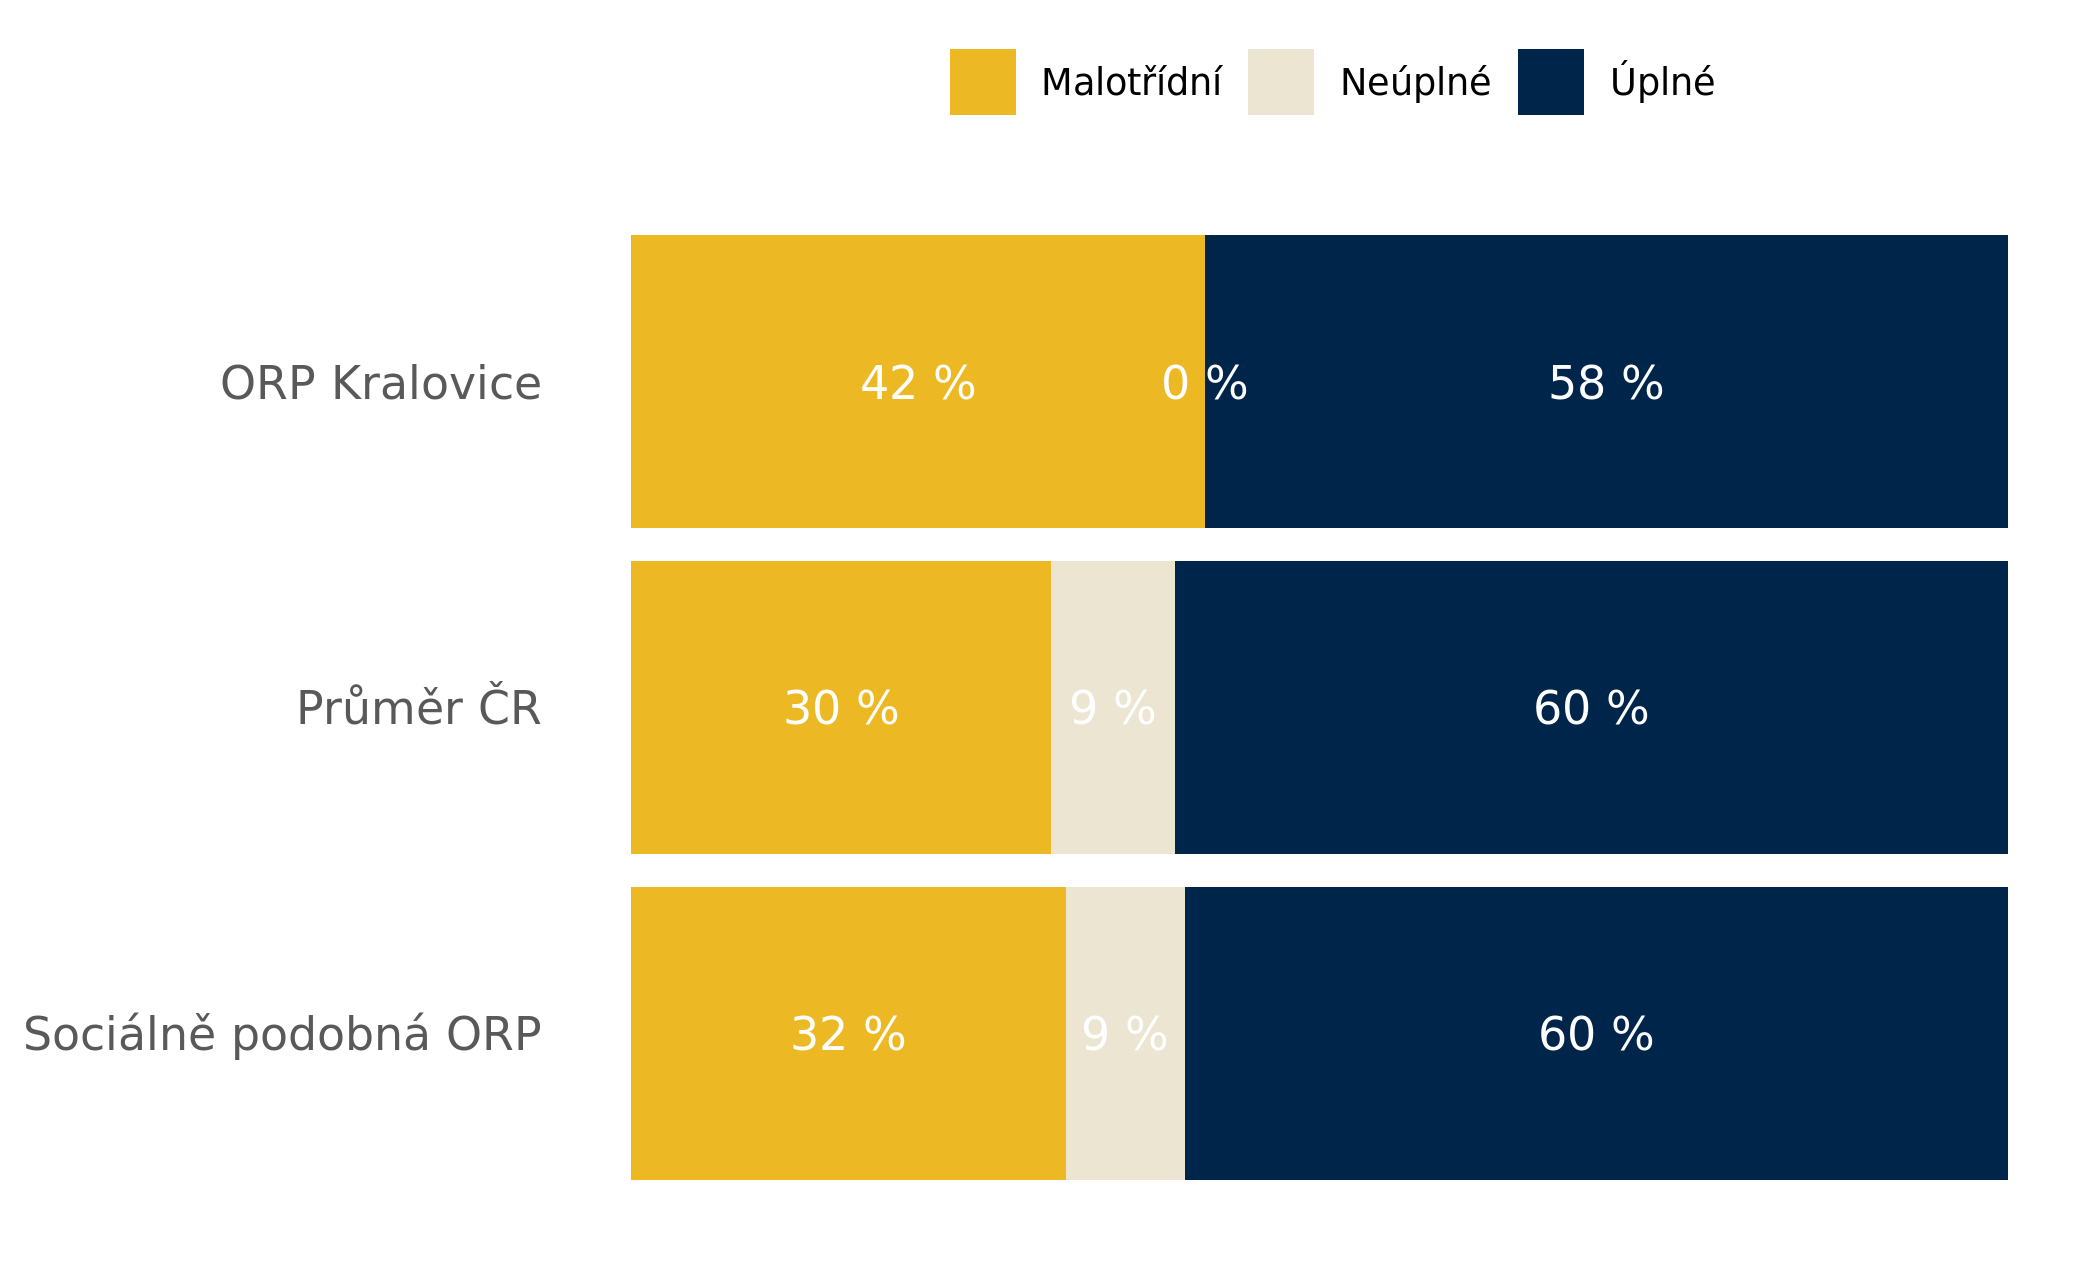 Malotřídní Neúplné Úplné
ORP Kralovice 42 % 0 % 58 %
Průměr ČR 30 % 9 % 60 %
Sociálně podobná ORP 32 % 9 % 60 %